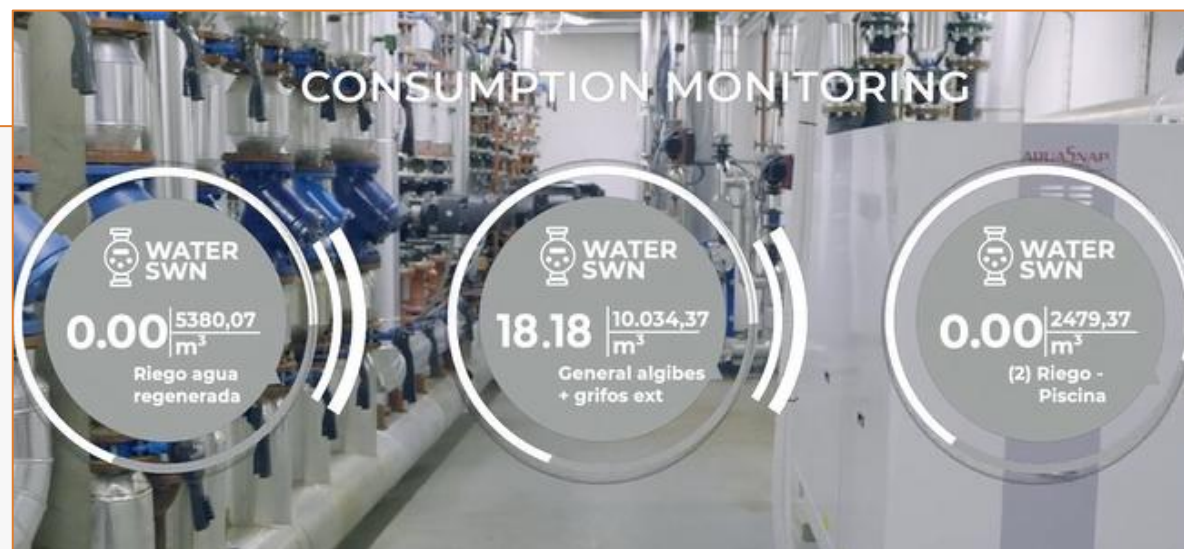 CONSUMPTION MONITORING
AQUASNAP
WATER
SWN
0.00 5380,07
m³
Riego agua
regenerada
WATER
SWN
18.18 10.034,37
m³
General algibes
+ grifos ext
WATER
SWN
0.00 2479,37
m³
(2) Riego -
Piscina